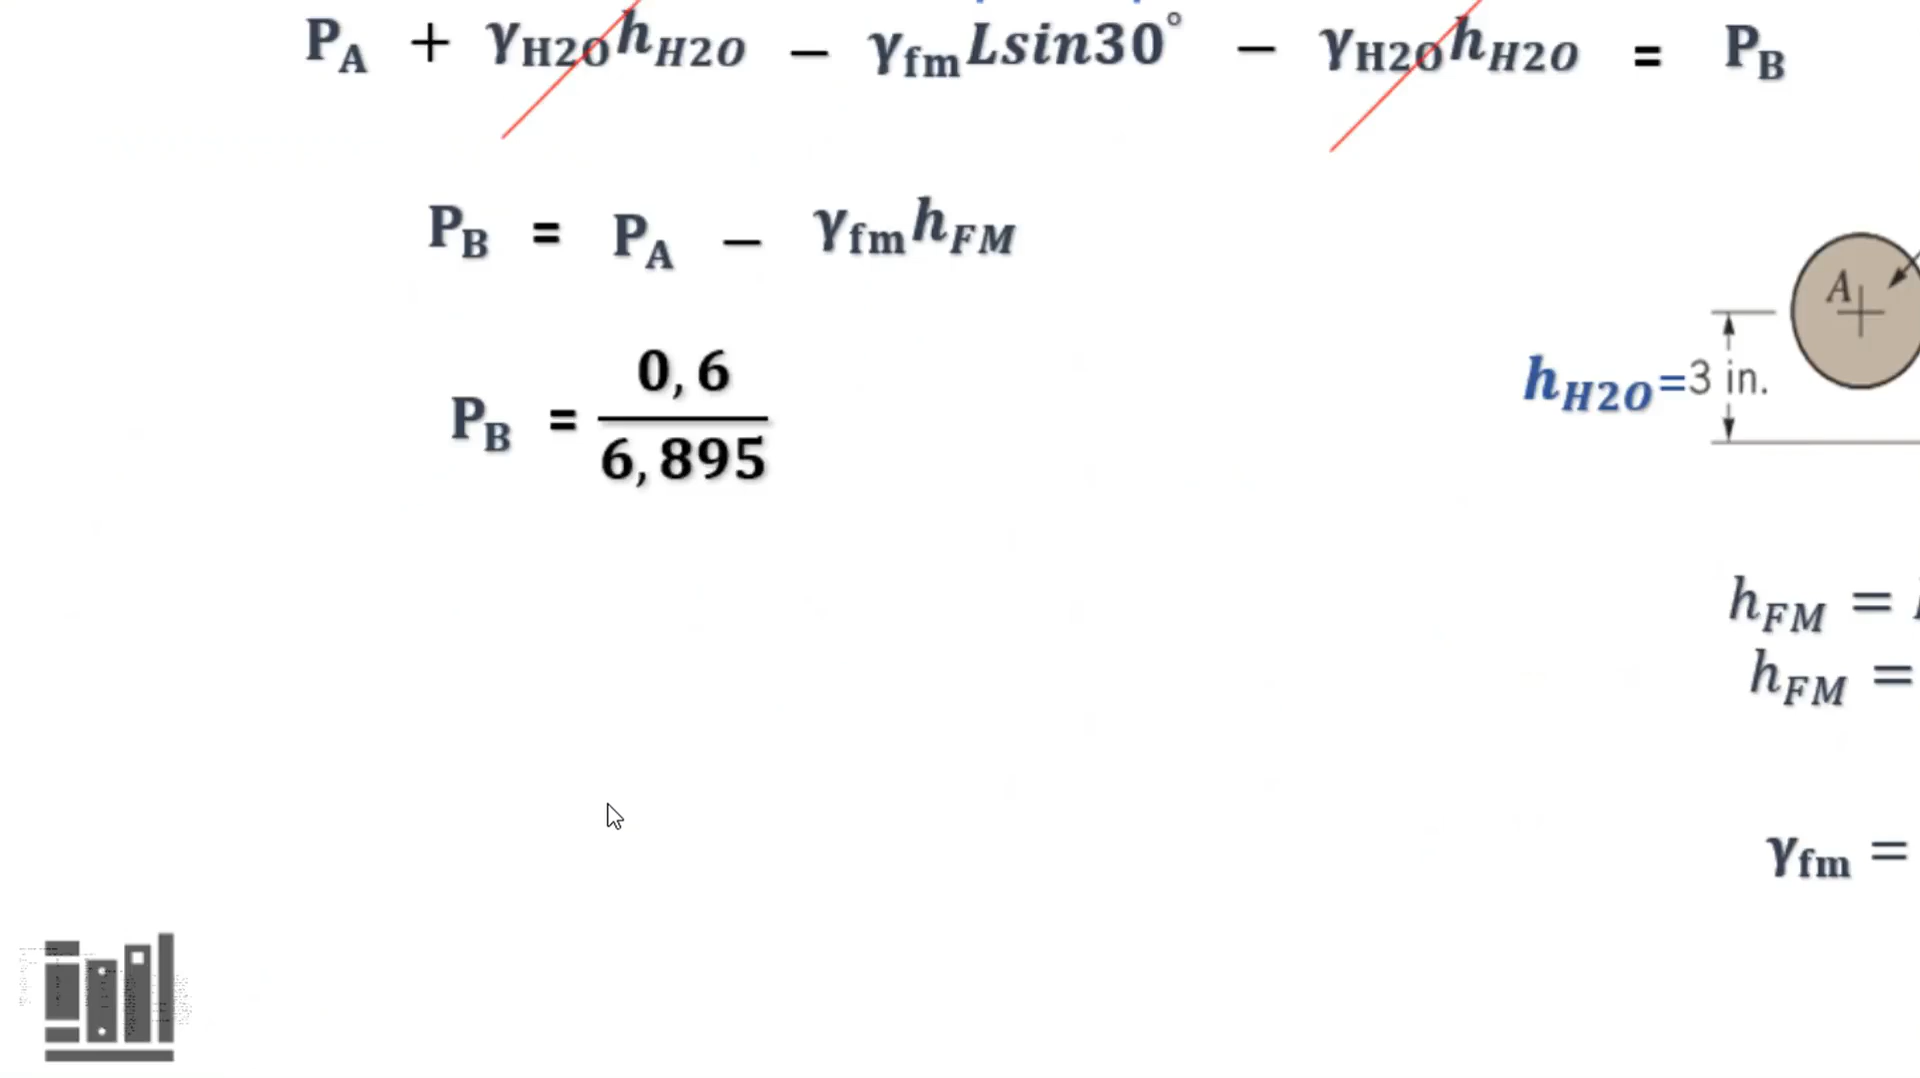 P_A + γ_H2O h_H2O − γ_fm Lsin30° − γ_H2O h_H2O = P_B
P_B = P_A − γ_fm h_FM
P_B = 0,6 / 6,895
A
h_H2O=3 in.
h_FM =
h_FM =
γ_fm =